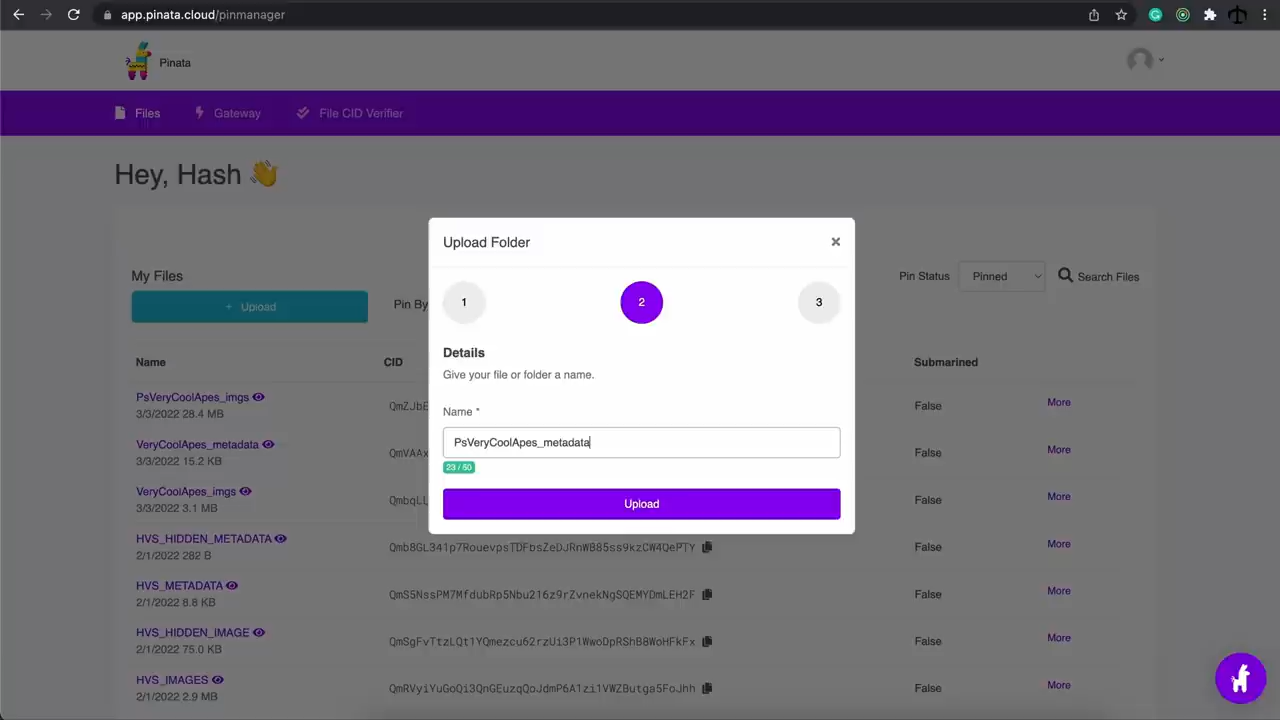 app.pinata.cloud/pinmanager
Pinata
Files
Gateway
File CID Verifier
Hey, Hash 👋
Upload Folder
My Files
Pin Status
Pinned
Search Files
+ Upload
Pin By
1
2
3
Details
Give your file or folder a name.
Name *
PsVeryCoolApes_metadata
23 / 50
Upload
Name
CID
Submarined
PsVeryCoolApes_imgs
3/3/2022 28.4 MB
False
More
VeryCoolApes_metadata
3/3/2022 15.2 KB
False
More
VeryCoolApes_imgs
3/3/2022 3.1 MB
False
More
HVS_HIDDEN_METADATA
2/1/2022 282 B
False
More
HVS_METADATA
2/1/2022 8.8 KB
QmS5NssPM7MfdubRp5Nbu216z9rZvnekNgSQEMYDmLEH2F
False
More
HVS_HIDDEN_IMAGE
2/1/2022 75.0 KB
QmSgFvTtzLQt1YQmezcu62rzUi3P1WwoDpRShB8WoHFkFx
False
More
HVS_IMAGES
2/1/2022 2.9 MB
QmRVyiYuGoQi3QnGEuzqQoJdmP6A1zi1VWZButga5FoJhh
False
More